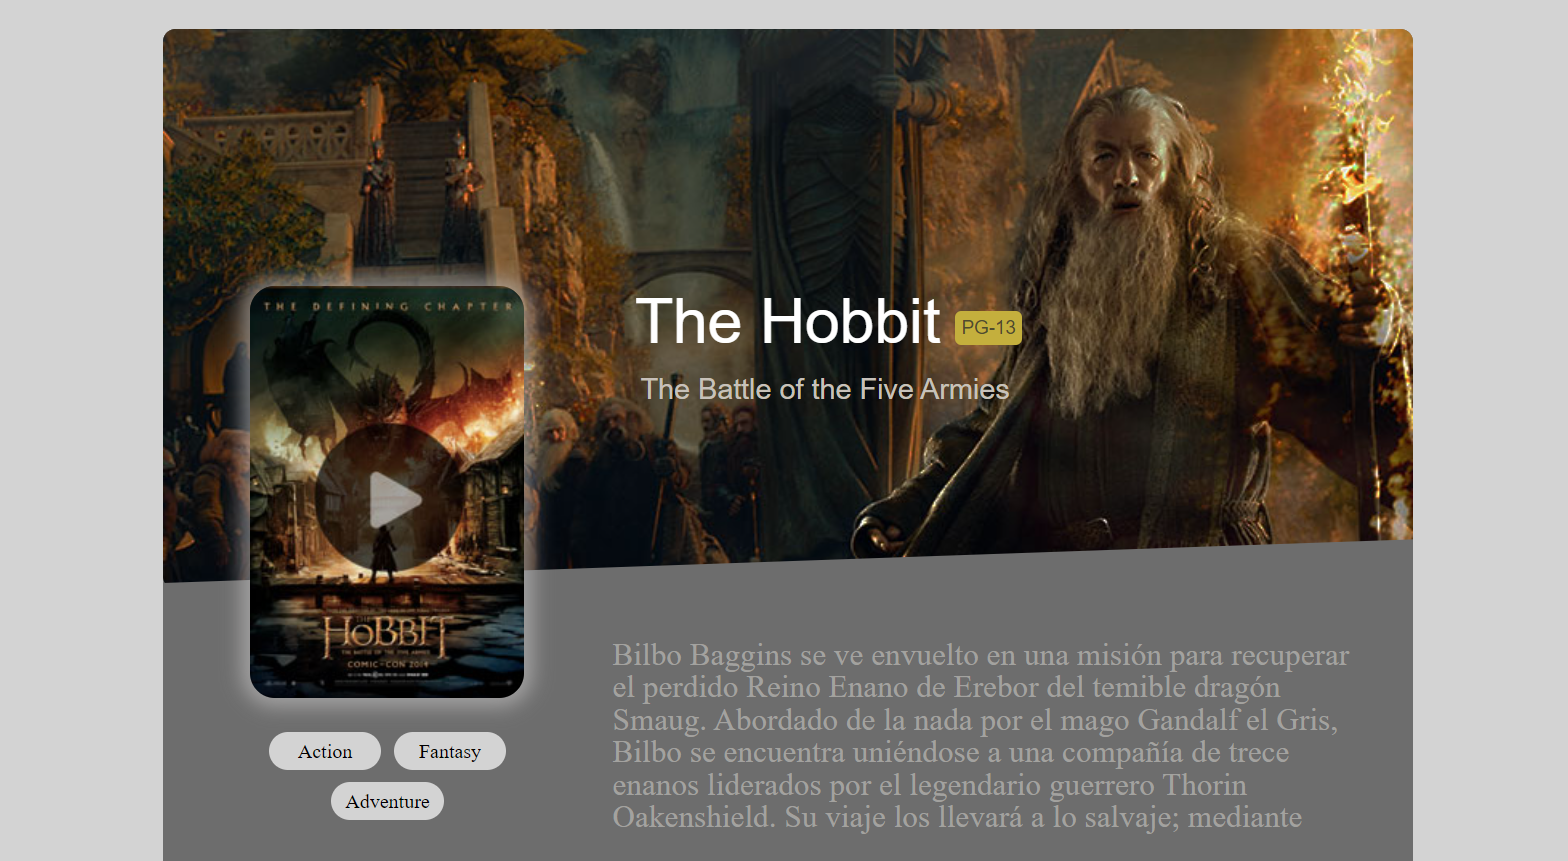 The Hobbit PG-13
The Battle of the Five Armies
THE DEFINING CHAPTER
THE
HOBBIT
THE BATTLE OF THE FIVE ARMIES
COMIC-CON 2014
Action
Fantasy
Adventure
Bilbo Baggins se ve envuelto en una misión para recuperar
el perdido Reino Enano de Erebor del temible dragón
Smaug. Abordado de la nada por el mago Gandalf el Gris,
Bilbo se encuentra uniéndose a una compañía de trece
enanos liderados por el legendario guerrero Thorin
Oakenshield. Su viaje los llevará a lo salvaje; mediante